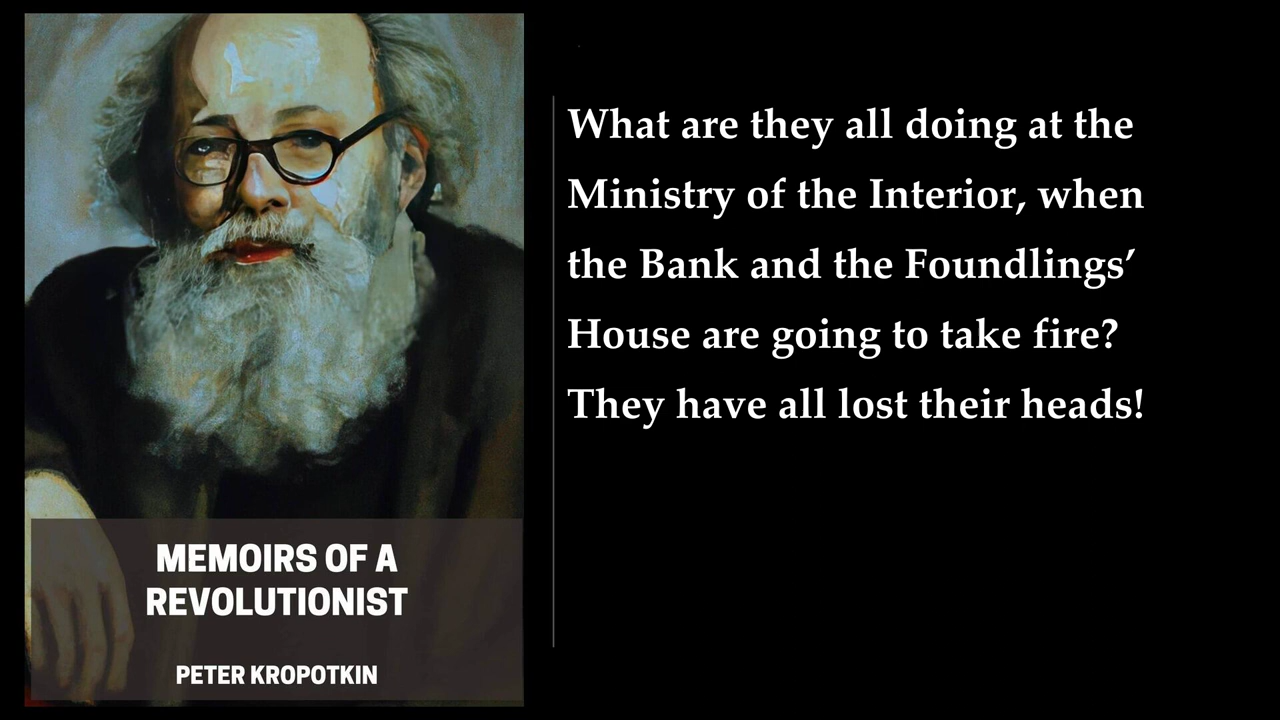 What are they all doing at the
Ministry of the Interior, when
the Bank and the Foundlings’
House are going to take fire?
They have all lost their heads!
MEMOIRS OF A
REVOLUTIONIST
PETER KROPOTKIN